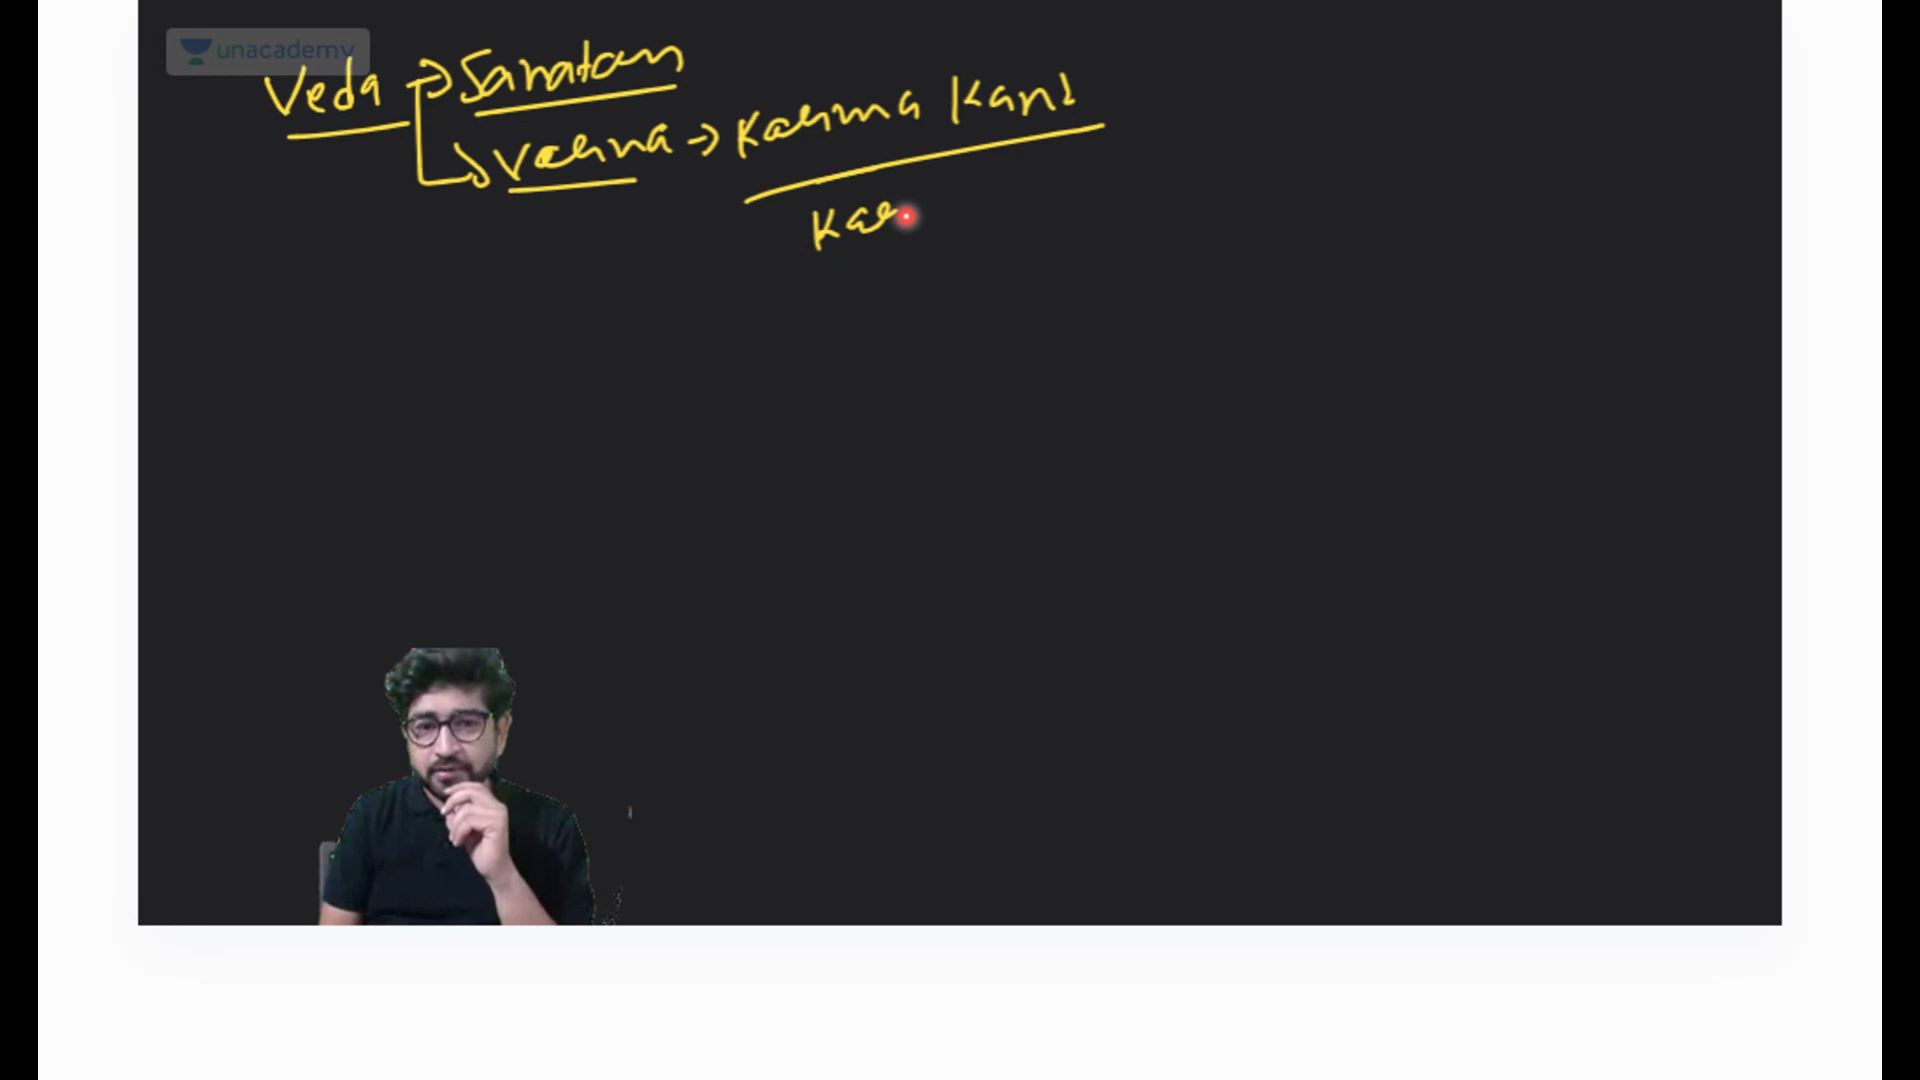 unacademy
Veda → Sanatan
→ Varna → Karma Kand
Kar